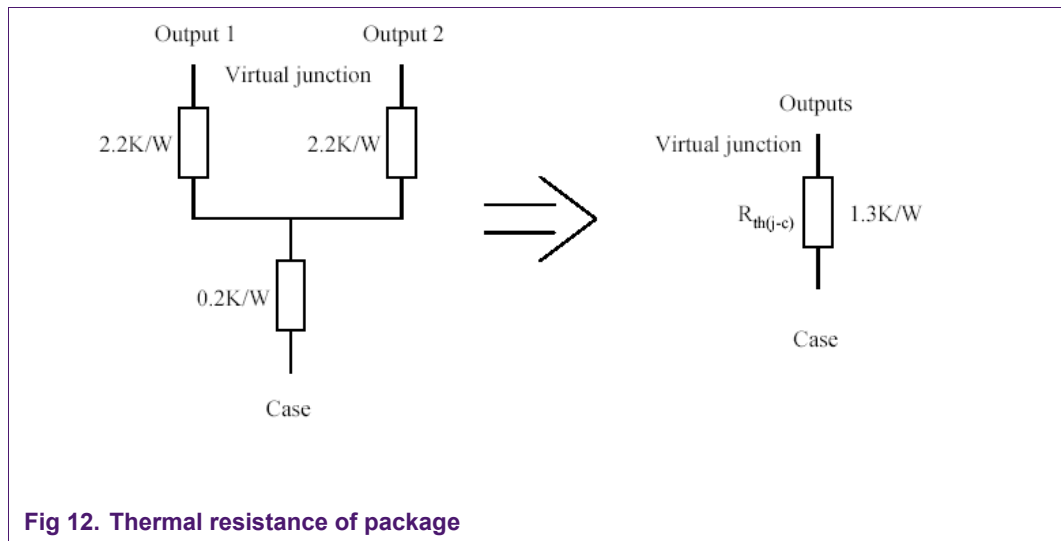 Output 1
Output 2
Virtual junction
2.2K/W
2.2K/W
0.2K/W
Case
Outputs
Virtual junction
Rth(j-c)
1.3K/W
Case
Fig 12. Thermal resistance of package